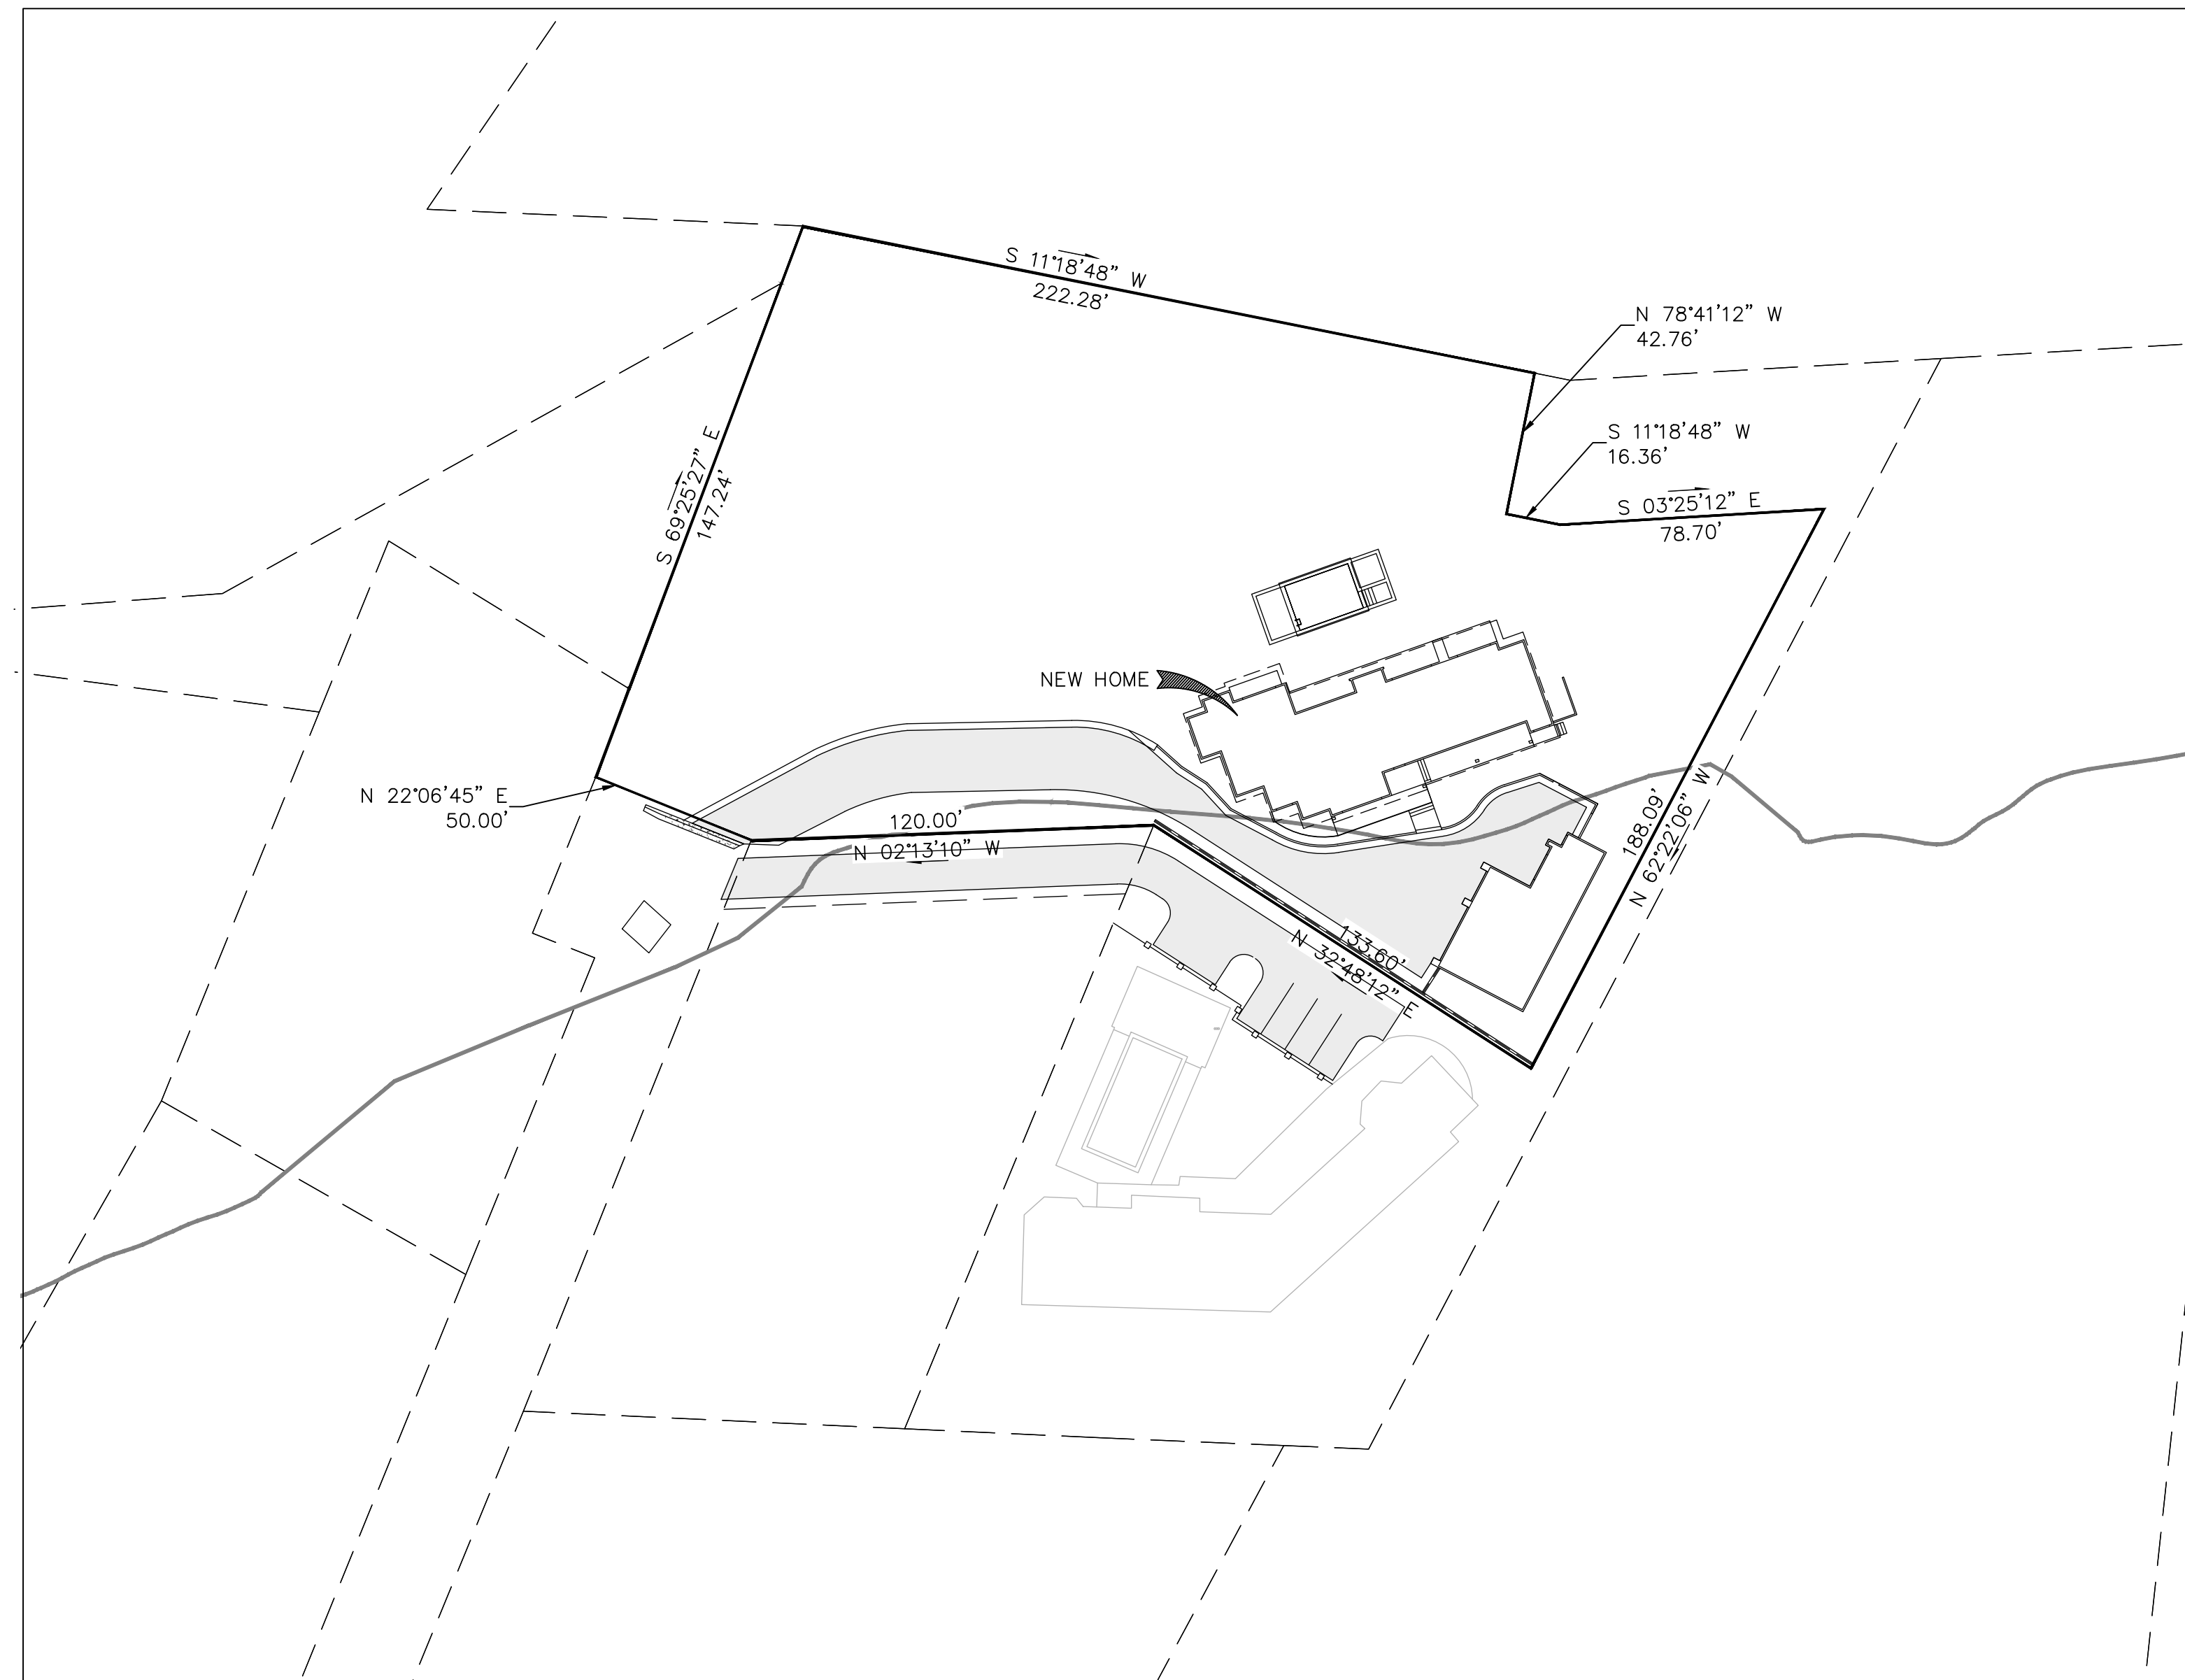 S 11°18'48" W
222.28'
N 78°41'12" W
42.76'
S 11°18'48" W
16.36'
S 03°25'12" E
78.70'
S 69°25'27" E
147.24'
NEW HOME
N 22°06'45" E
50.00'
120.00'
N 02°13'10" W
188.09'
N 62°22'06" W
133.60'
N 32°48'12" E